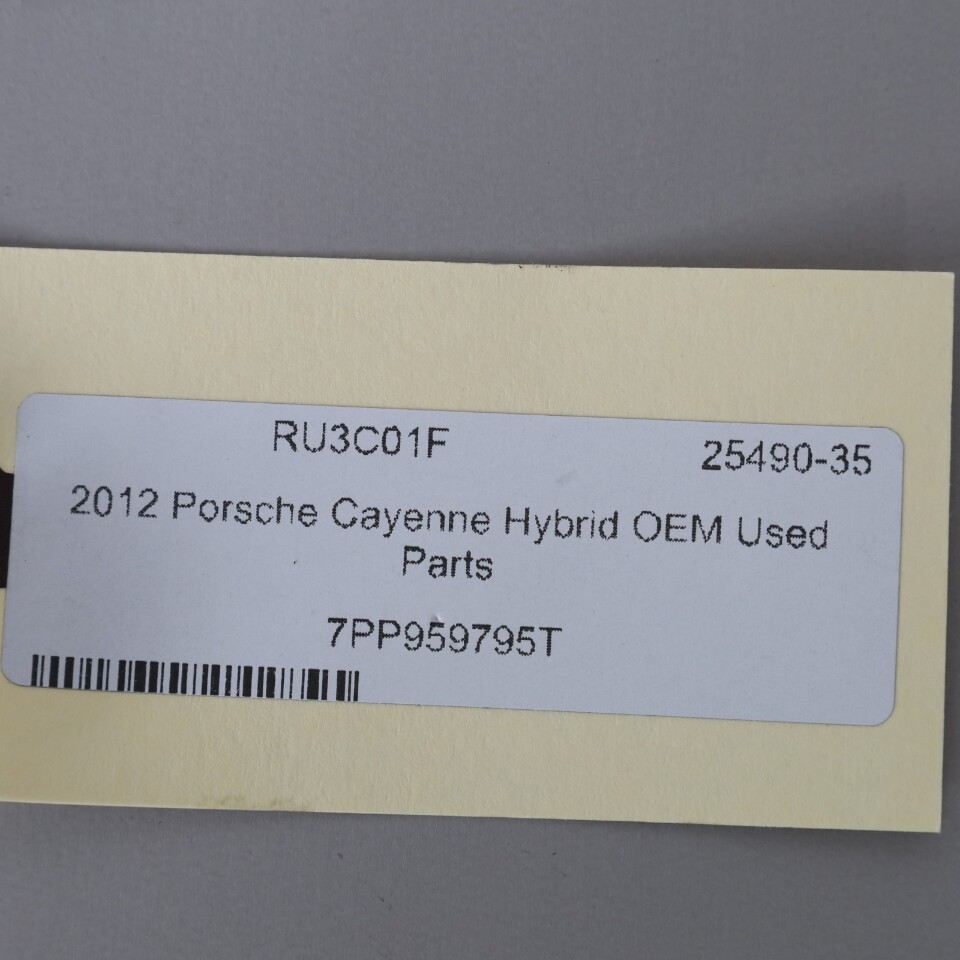 RU3C01F 25490-35
2012 Porsche Cayenne Hybrid OEM Used
Parts
7PP959795T